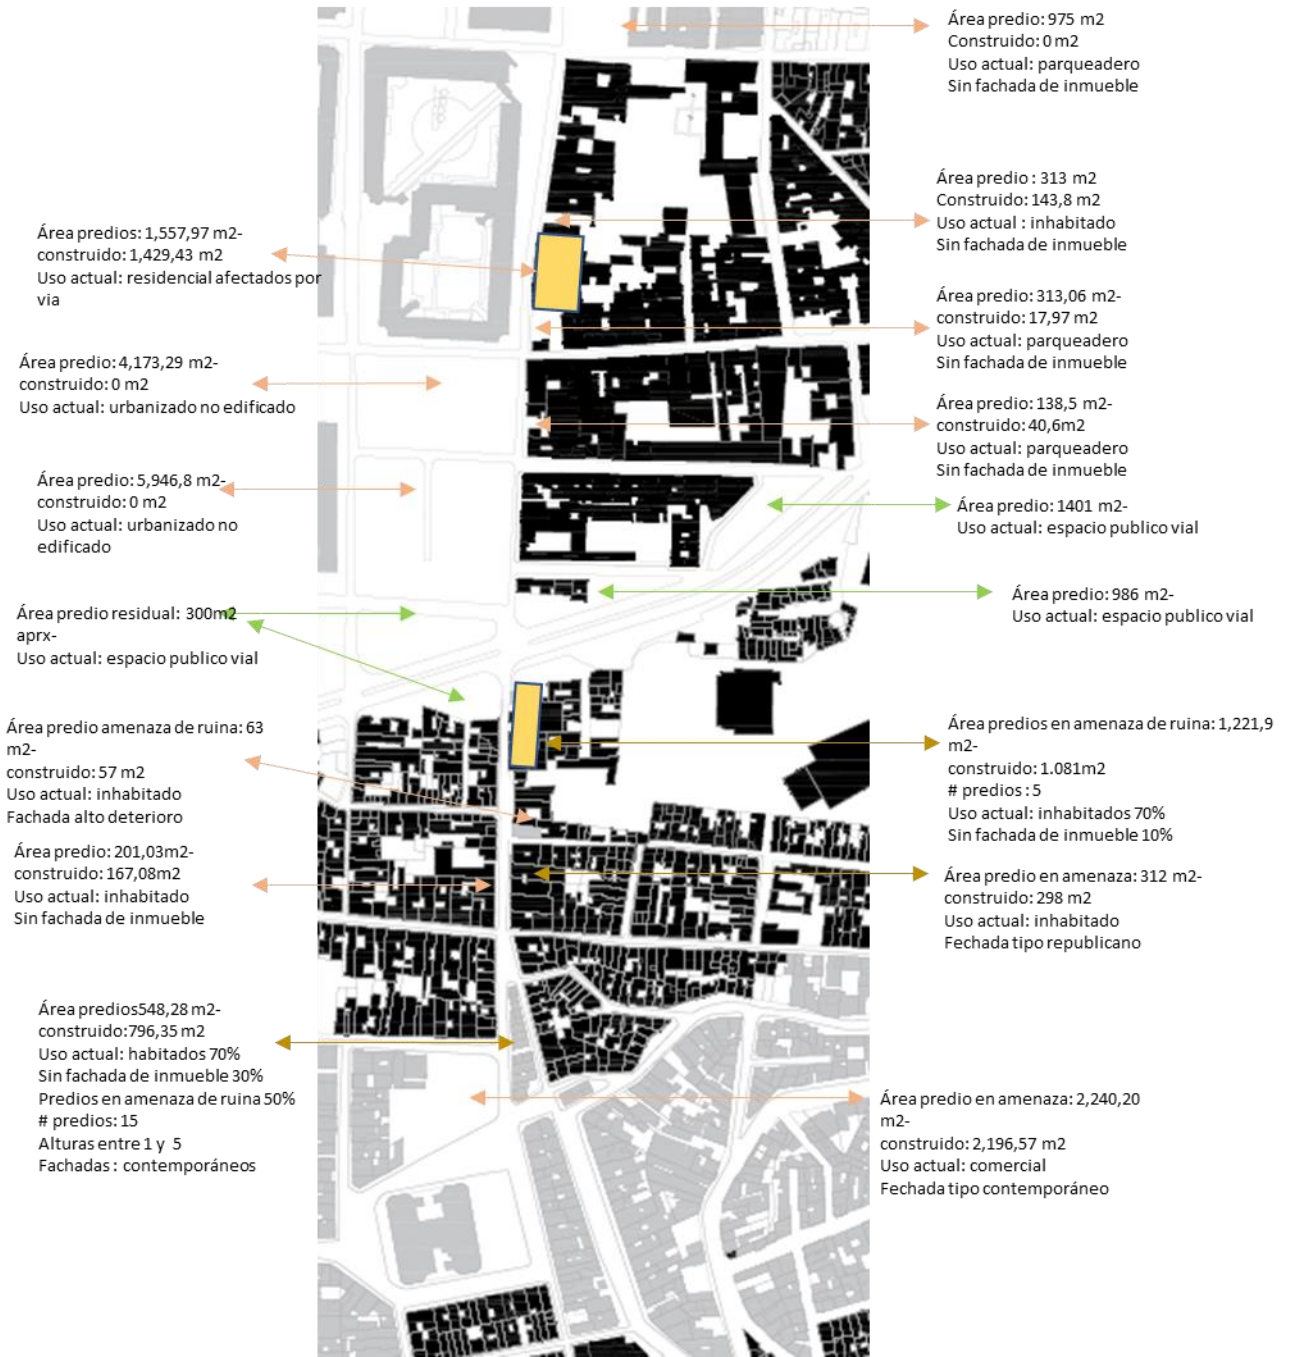 Área predio: 975 m2
Construido: 0 m2
Uso actual: parqueadero
Sin fachada de inmueble
Área predio : 313 m2
Construido: 143,8 m2
Uso actual : inhabitado
Sin fachada de inmueble
Área predios: 1,557,97 m2-
construido: 1,429,43 m2
Uso actual: residencial afectados por
via
Área predio: 313,06 m2-
construido: 17,97 m2
Uso actual: parqueadero
Sin fachada de inmueble
Área predio: 4,173,29 m2-
construido: 0 m2
Uso actual: urbanizado no edificado
Área predio: 138,5 m2-
construido: 40,6m2
Uso actual: parqueadero
Sin fachada de inmueble
Área predio: 5,946,8 m2-
construido: 0 m2
Uso actual: urbanizado no
edificado
Área predio: 1401 m2-
Uso actual: espacio publico vial
Área predio: 986 m2-
Uso actual: espacio publico vial
Área predio residual: 300m2
aprx-
Uso actual: espacio publico vial
Área predio amenaza de ruina: 63
m2-
construido: 57 m2
Uso actual: inhabitado
Fachada alto deterioro
Área predios en amenaza de ruina: 1,221,9
m2-
construido: 1.081m2
# predios : 5
Uso actual: inhabitados 70%
Sin fachada de inmueble 10%
Área predio: 201,03m2-
construido: 167,08m2
Uso actual: inhabitado
Sin fachada de inmueble
Área predio en amenaza: 312 m2-
construido: 298 m2
Uso actual: inhabitado
Fechada tipo republicano
Área predios548,28 m2-
construido:796,35 m2
Uso actual: habitados 70%
Sin fachada de inmueble 30%
Predios en amenaza de ruina 50%
# predios: 15
Alturas entre 1 y 5
Fachadas : contemporáneos
Área predio en amenaza: 2,240,20
m2-
construido: 2,196,57 m2
Uso actual: comercial
Fechada tipo contemporáneo